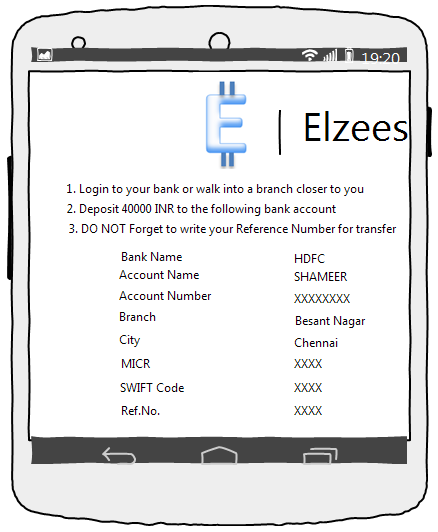 19:20
E | Elzees
1. Login to your bank or walk into a branch closer to you
2. Deposit 40000 INR to the following bank account
3. DO NOT Forget to write your Reference Number for transfer
Bank Name HDFC
Account Name SHAMEER
Account Number XXXXXXXX
Branch Besant Nagar
City Chennai
MICR XXXX
SWIFT Code XXXX
Ref.No. XXXX